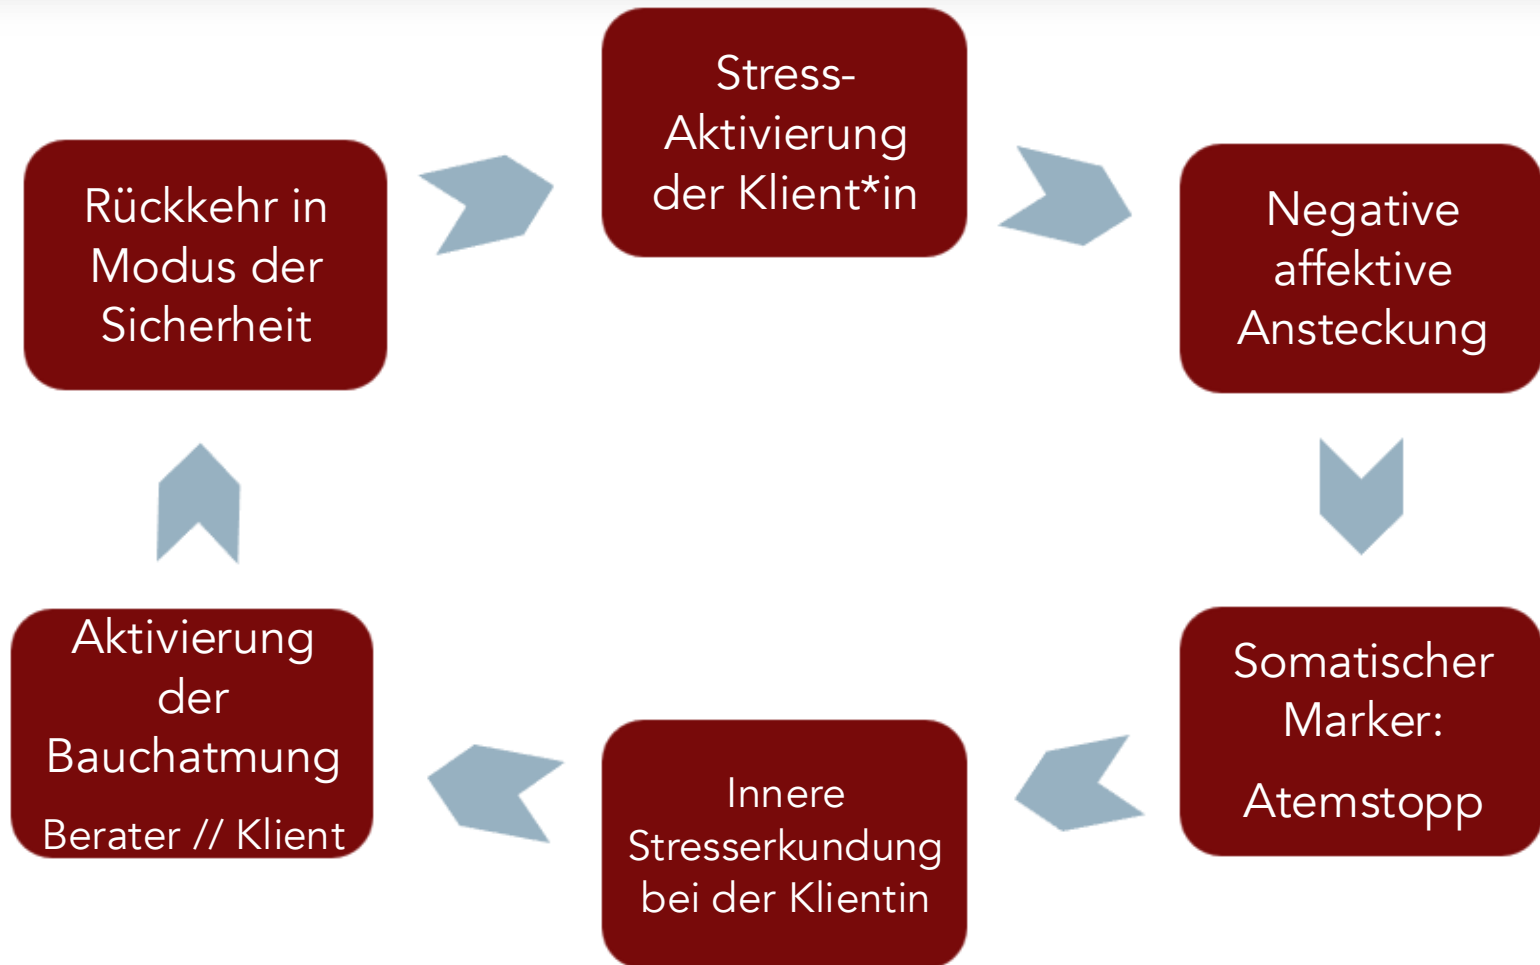 Stress-
Aktivierung
der Klient*in
Negative
affektive
Ansteckung
Somatischer
Marker:
Atemstopp
Innere
Stresserkundung
bei der Klientin
Aktivierung
der
Bauchatmung
Berater // Klient
Rückkehr in
Modus der
Sicherheit